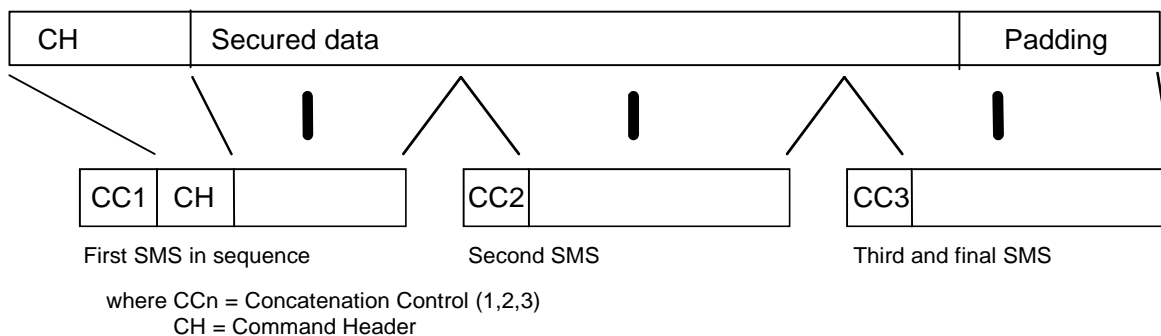 CH Secured data Padding
CC1 CH CC2 CC3
First SMS in sequence Second SMS Third and final SMS
where CCn = Concatenation Control (1,2,3)
CH = Command Header